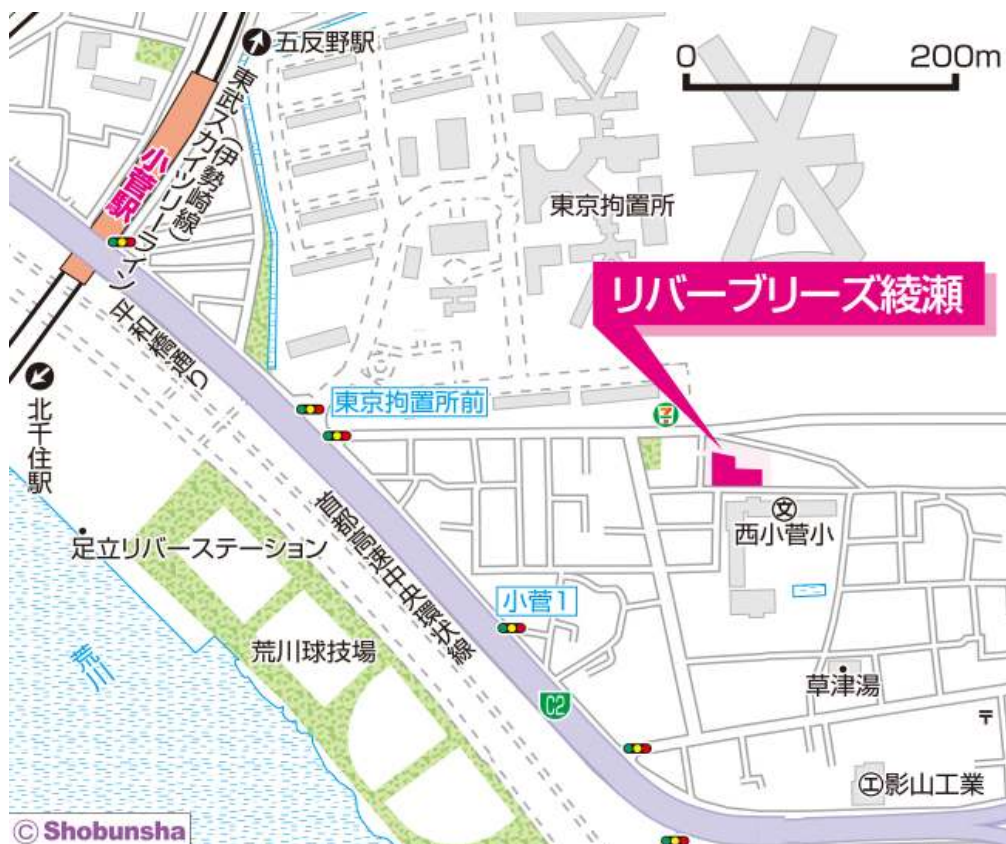 五反野駅
0 200m
東武スカイツリーライン
(伊勢崎線)
小菅駅
東京拘置所
リバーブリーズ綾瀬
平和橋通り
北千住駅
東京拘置所前
7
文
西小菅小
足立リバーステーション
首都高速中央環状線
小菅1
荒川球技場
荒川
草津湯
C2
〒
工影山工業
© Shobunsha